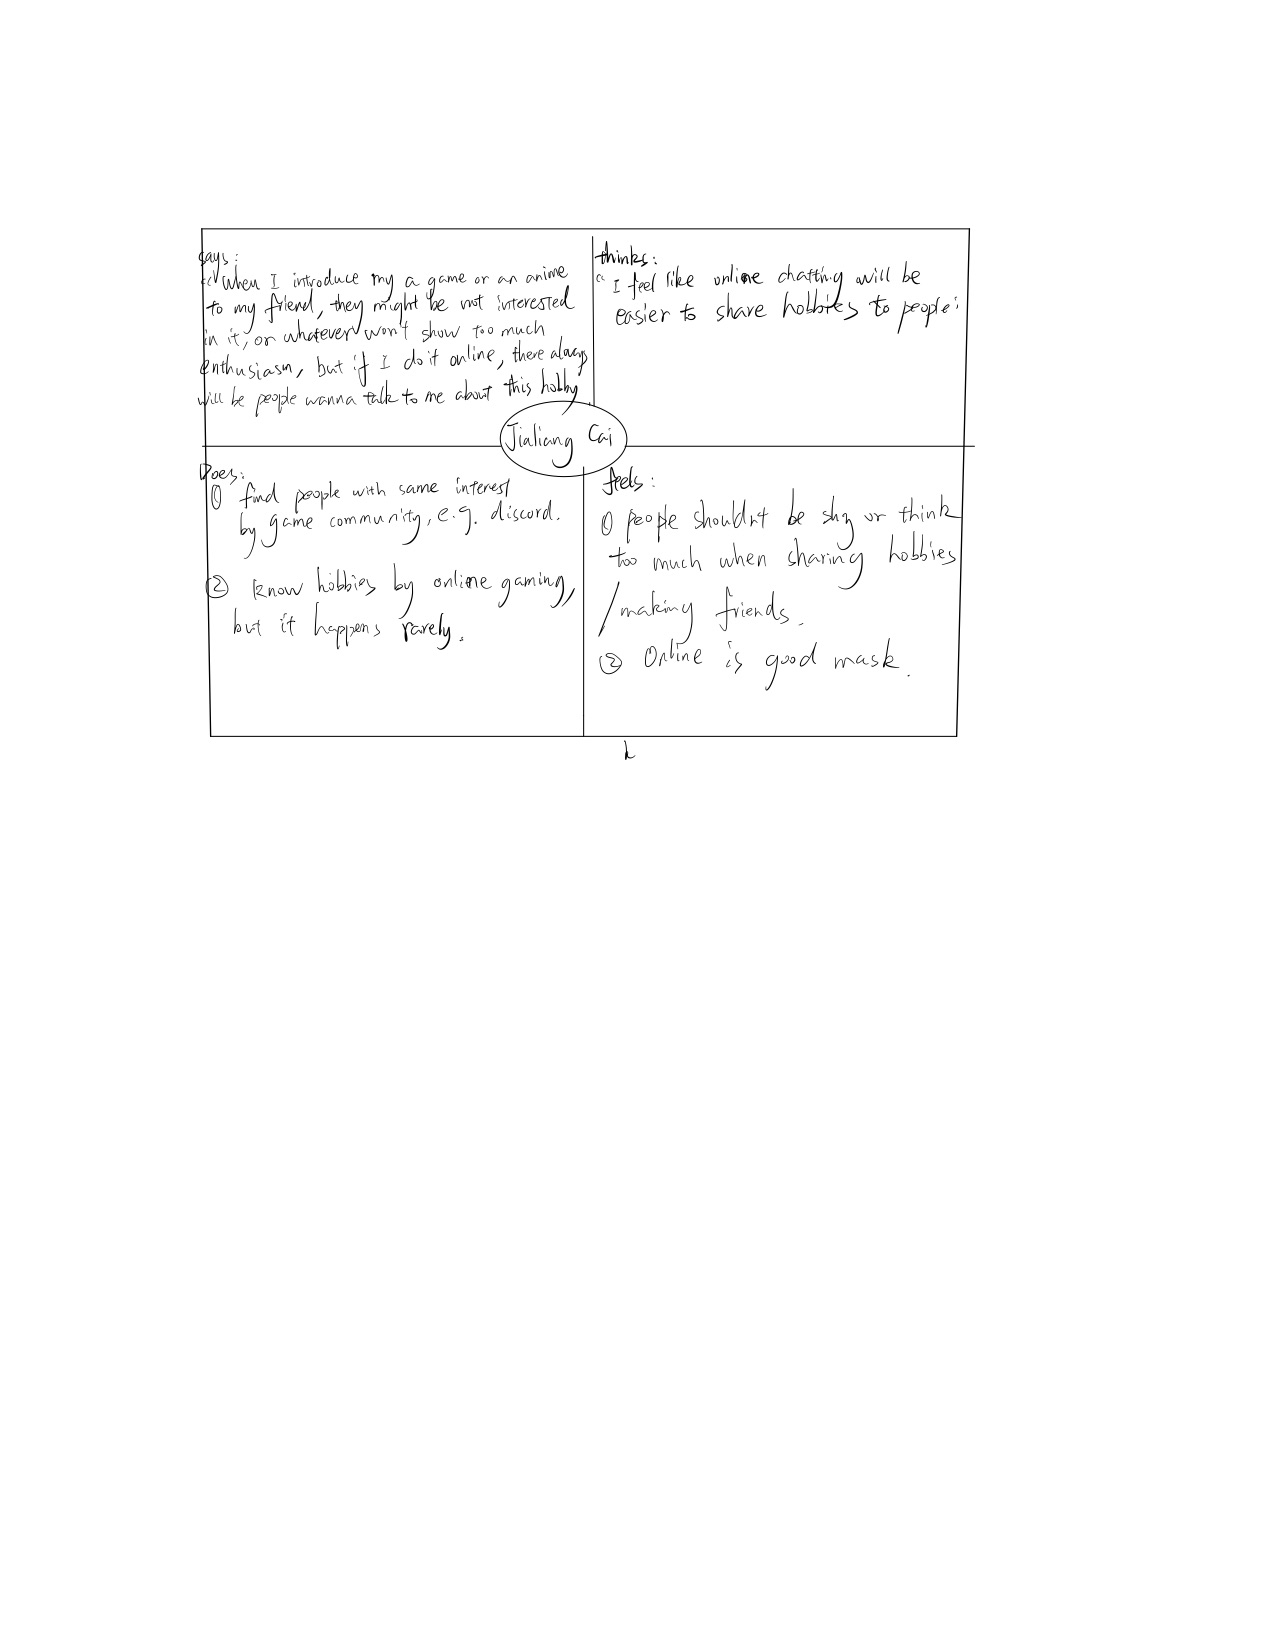 says:
"When I introduce my a game or an anime
to my friend, they might be not interested
in it, or whatever won't show too much
enthusiasm, but if I do it online, there always
will be people wanna talk to me about this hobby
thinks:
" I feel like online chatting will be
easier to share hobbies to people"
Jialiang Cai
Does:
① find people with same interest
by game community, e.g. discord.
② know hobbies by online gaming,
but it happens rarely.
feels:
① people shouldn't be shy or think
too much when sharing hobbies
/making friends.
② Online is good mask.